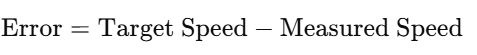 Error = Target Speed − Measured Speed